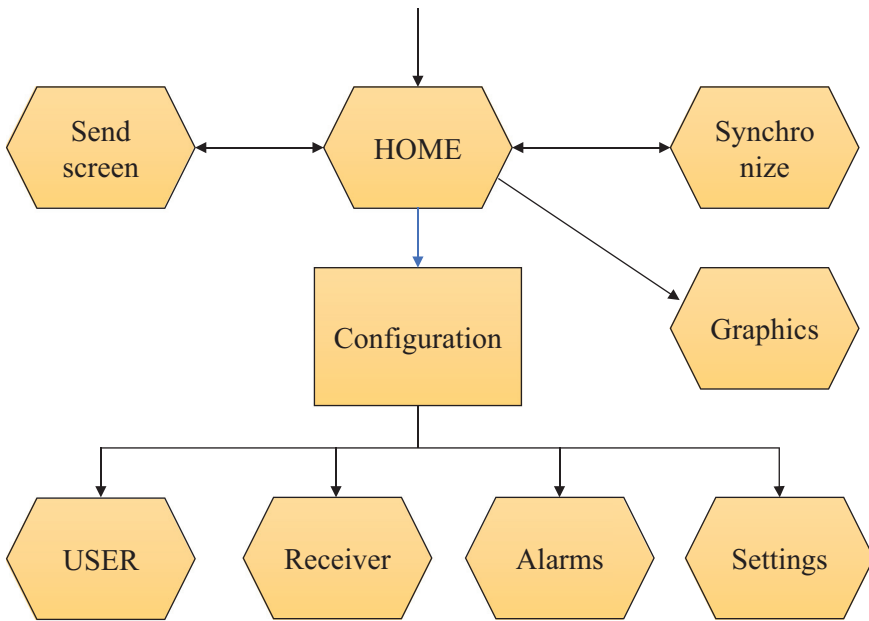 Send
screen
HOME
Synchro
nize
Configuration
Graphics
USER
Receiver
Alarms
Settings